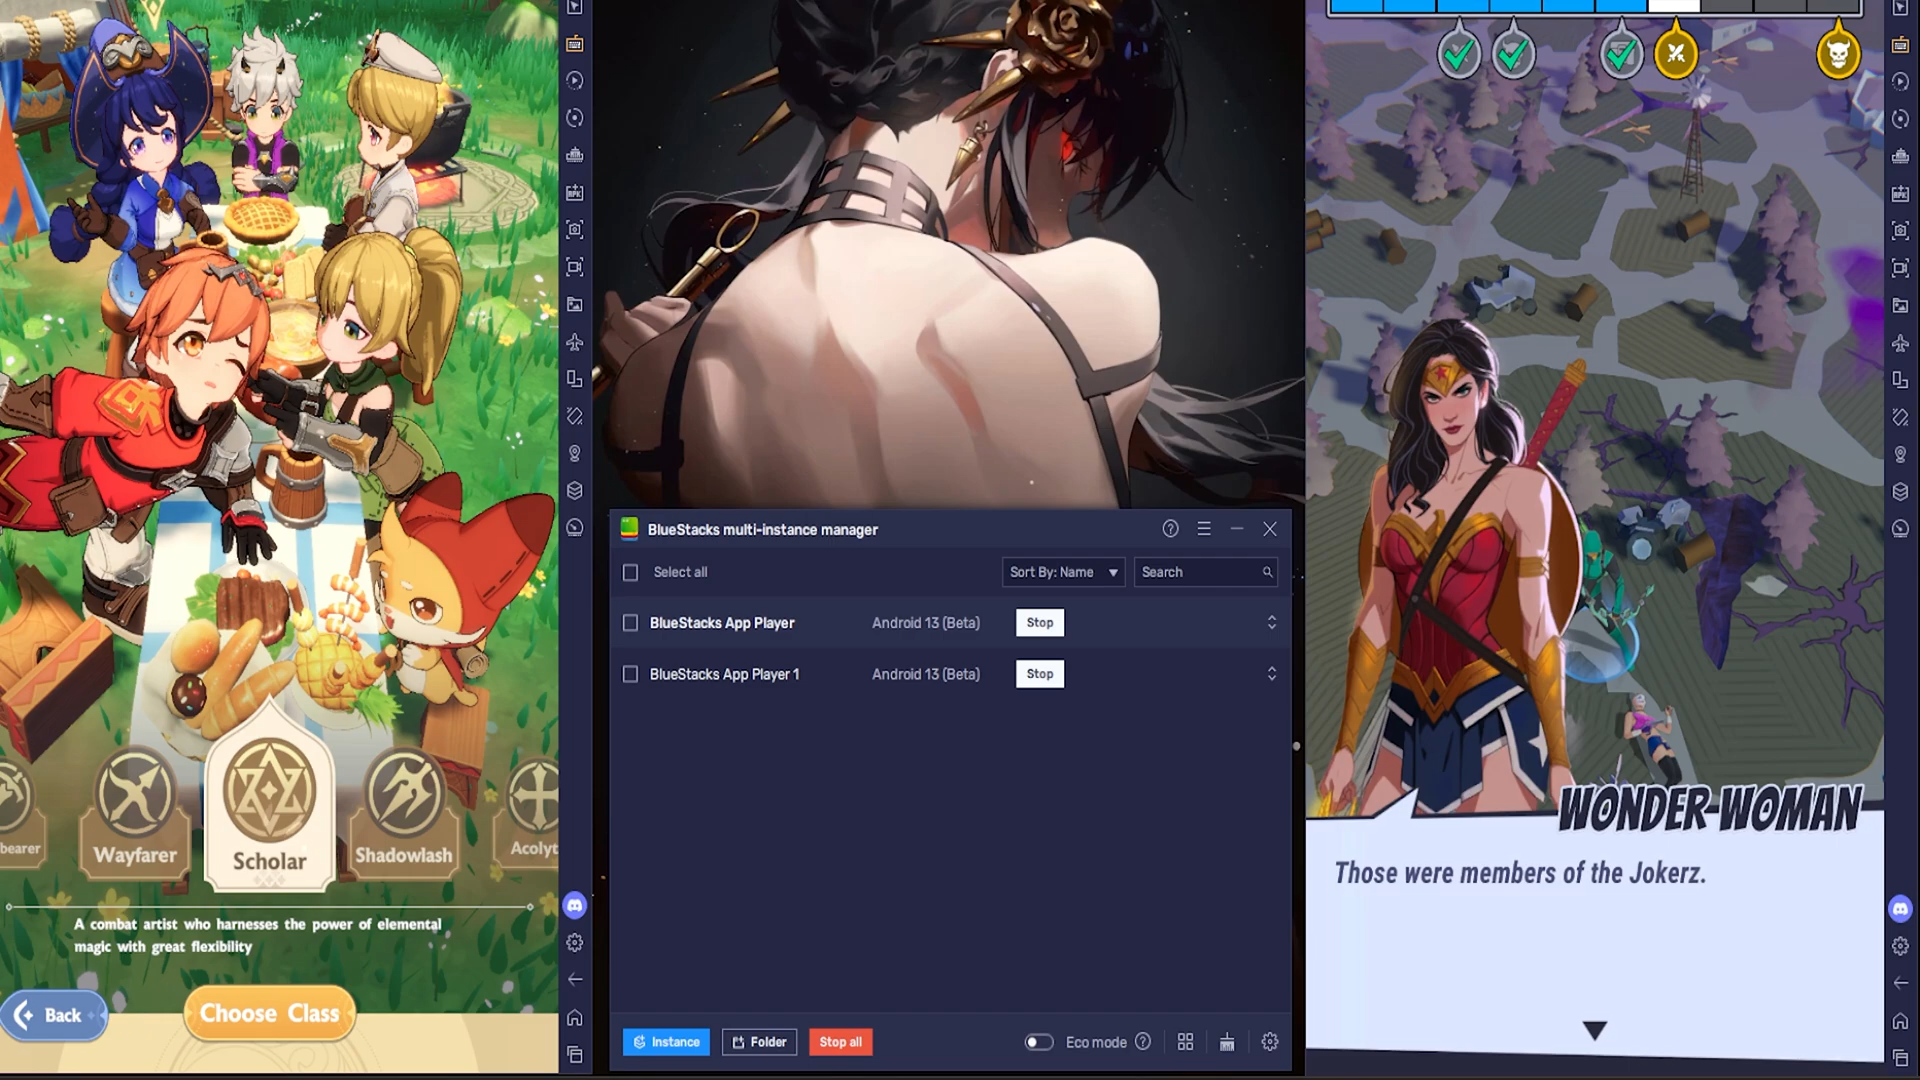 bearer
Wayfarer
Scholar
Shadowlash
Acolyt
A combat artist who harnesses the power of elemental
magic with great flexibility
Back
Choose Class
BlueStacks multi-instance manager
Select all
Sort By: Name
Search
BlueStacks App Player
Android 13 (Beta)
Stop
BlueStacks App Player 1
Android 13 (Beta)
Stop
Instance
Folder
Stop all
Eco mode
WONDER WOMAN
Those were members of the Jokerz.